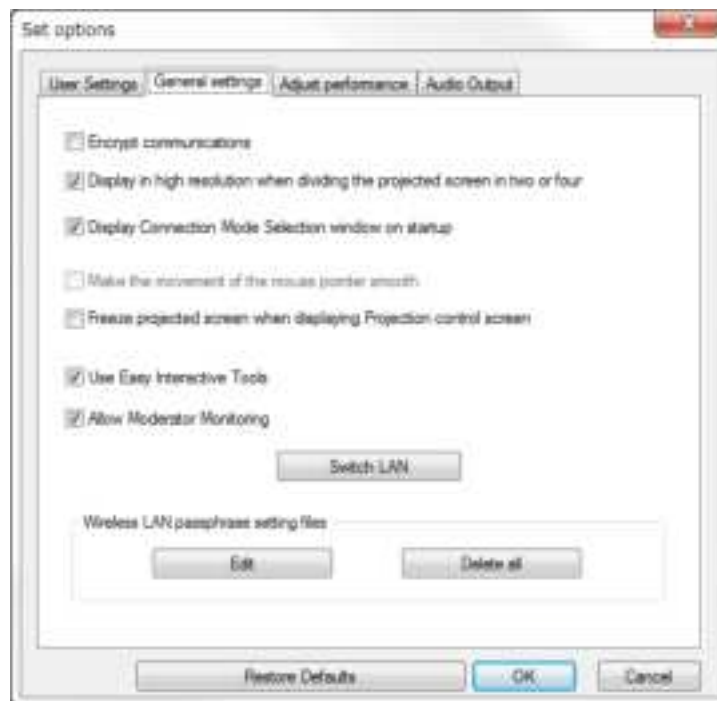 Set options
User Settings General settings Adjust performance Audio Output
Encrypt communications
Display in high resolution when dividing the projected screen in two or four
Display Connection Mode Selection window on startup
Make the movement of the mouse pointer smooth
Freeze projected screen when displaying Projection control screen
Use Easy Interactive Tools
Allow Moderator Monitoring
Switch LAN
Wireless LAN passphrase setting files
Edit Delete all
Restore Defaults OK Cancel